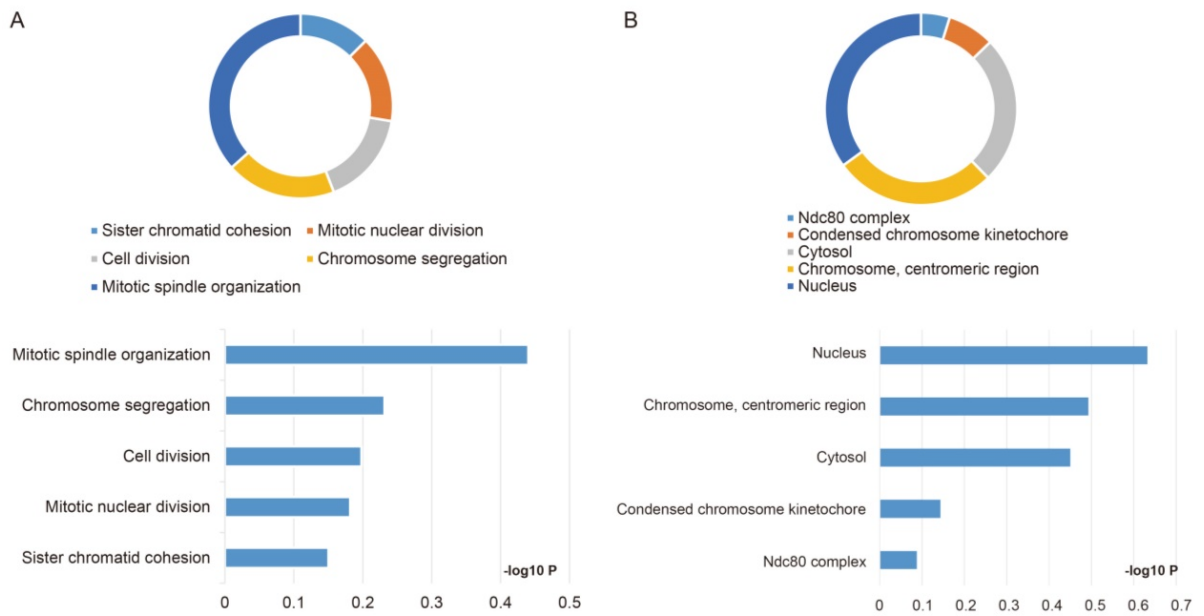 A
Sister chromatid cohesion
Mitotic nuclear division
Cell division
Chromosome segregation
Mitotic spindle organization
Mitotic spindle organization
Chromosome segregation
Cell division
Mitotic nuclear division
Sister chromatid cohesion
-log10 P
0 0.1 0.2 0.3 0.4 0.5
B
Ndc80 complex
Condensed chromosome kinetochore
Cytosol
Chromosome, centromeric region
Nucleus
Nucleus
Chromosome, centromeric region
Cytosol
Condensed chromosome kinetochore
Ndc80 complex
-log10 P
0 0.1 0.2 0.3 0.4 0.5 0.6 0.7